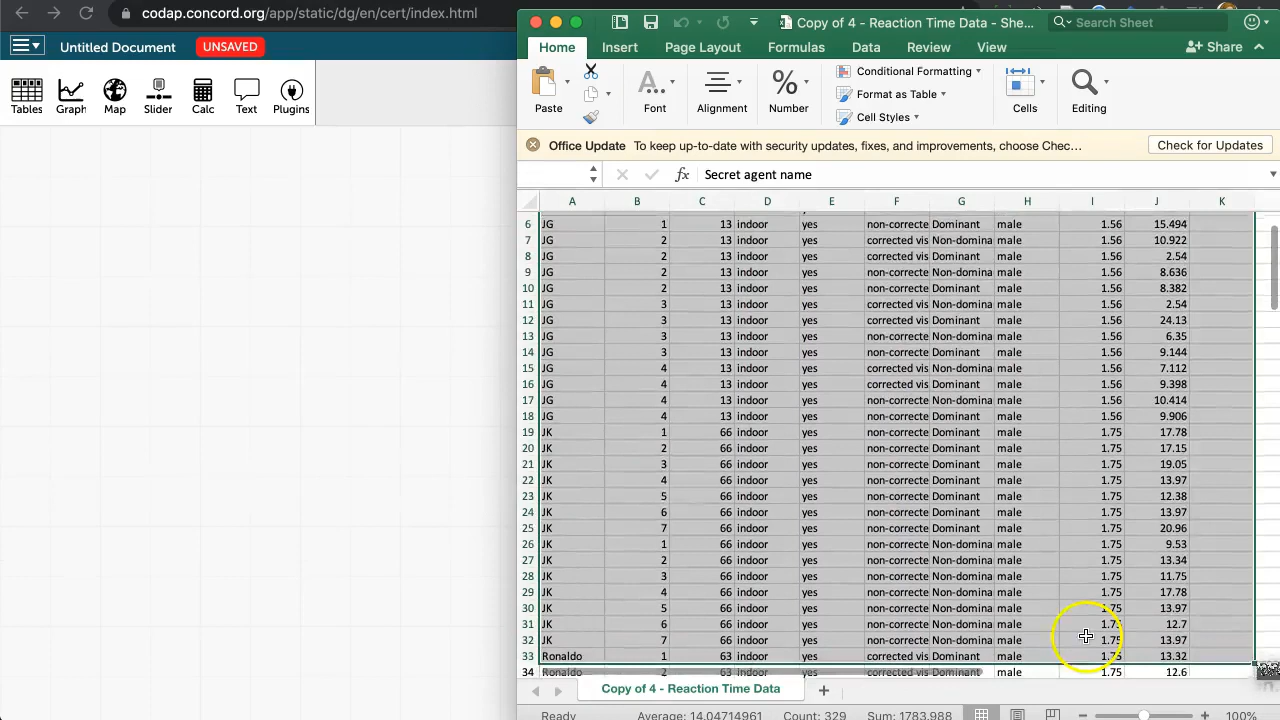 codap.concord.org/app/static/dg/en/cert/index.html
Untitled Document UNSAVED
Tables Graph Map Slider Calc Text Plugins
Copy of 4 - Reaction Time Data - She... Search Sheet
Home Insert Page Layout Formulas Data Review View Share
Paste Font Alignment Number Conditional Formatting Format as Table Cell Styles Cells Editing
Office Update To keep up-to-date with security updates, fixes, and improvements, choose Chec... Check for Updates
fx Secret agent name
A B C D E F G H I J K
6 JG 1 13 indoor yes non-correcte Dominant male 1.56 15.494
7 JG 2 13 indoor yes corrected vis Non-domina male 1.56 10.922
8 JG 2 13 indoor yes corrected vis Dominant male 1.56 2.54
9 JG 2 13 indoor yes non-correcte Non-domina male 1.56 8.636
10 JG 2 13 indoor yes non-correcte Dominant male 1.56 8.382
11 JG 3 13 indoor yes corrected vis Non-domina male 1.56 2.54
12 JG 3 13 indoor yes corrected vis Dominant male 1.56 24.13
13 JG 3 13 indoor yes non-correcte Non-domina male 1.56 6.35
14 JG 3 13 indoor yes non-correcte Dominant male 1.56 9.144
15 JG 4 13 indoor yes corrected vis Non-domina male 1.56 7.112
16 JG 4 13 indoor yes corrected vis Dominant male 1.56 9.398
17 JG 4 13 indoor yes non-correcte Non-domina male 1.56 10.414
18 JG 4 13 indoor yes non-correcte Dominant male 1.56 9.906
19 JK 1 66 indoor yes non-correcte Dominant male 1.75 17.78
20 JK 2 66 indoor yes non-correcte Dominant male 1.75 17.15
21 JK 3 66 indoor yes non-correcte Dominant male 1.75 19.05
22 JK 4 66 indoor yes non-correcte Dominant male 1.75 13.97
23 JK 5 66 indoor yes non-correcte Dominant male 1.75 12.38
24 JK 6 66 indoor yes non-correcte Dominant male 1.75 13.97
25 JK 7 66 indoor yes non-correcte Dominant male 1.75 20.96
26 JK 1 66 indoor yes non-correcte Non-domina male 1.75 9.53
27 JK 2 66 indoor yes non-correcte Non-domina male 1.75 13.34
28 JK 3 66 indoor yes non-correcte Non-domina male 1.75 11.75
29 JK 4 66 indoor yes non-correcte Non-domina male 1.75 17.78
30 JK 5 66 indoor yes non-correcte Non-domina male 1.75 13.97
31 JK 6 66 indoor yes non-correcte Non-domina male 1.75 12.7
32 JK 7 66 indoor yes non-correcte Non-domina male 1.75 13.97
33 Ronaldo 1 63 indoor yes corrected vis Dominant male 1.75 13.32
34 Ronaldo 2 63 indoor yes corrected vis Dominant male 1.75 12.6
Copy of 4 - Reaction Time Data
Ready Average: 14.04714961 Count: 329 Sum: 1783.988 100%